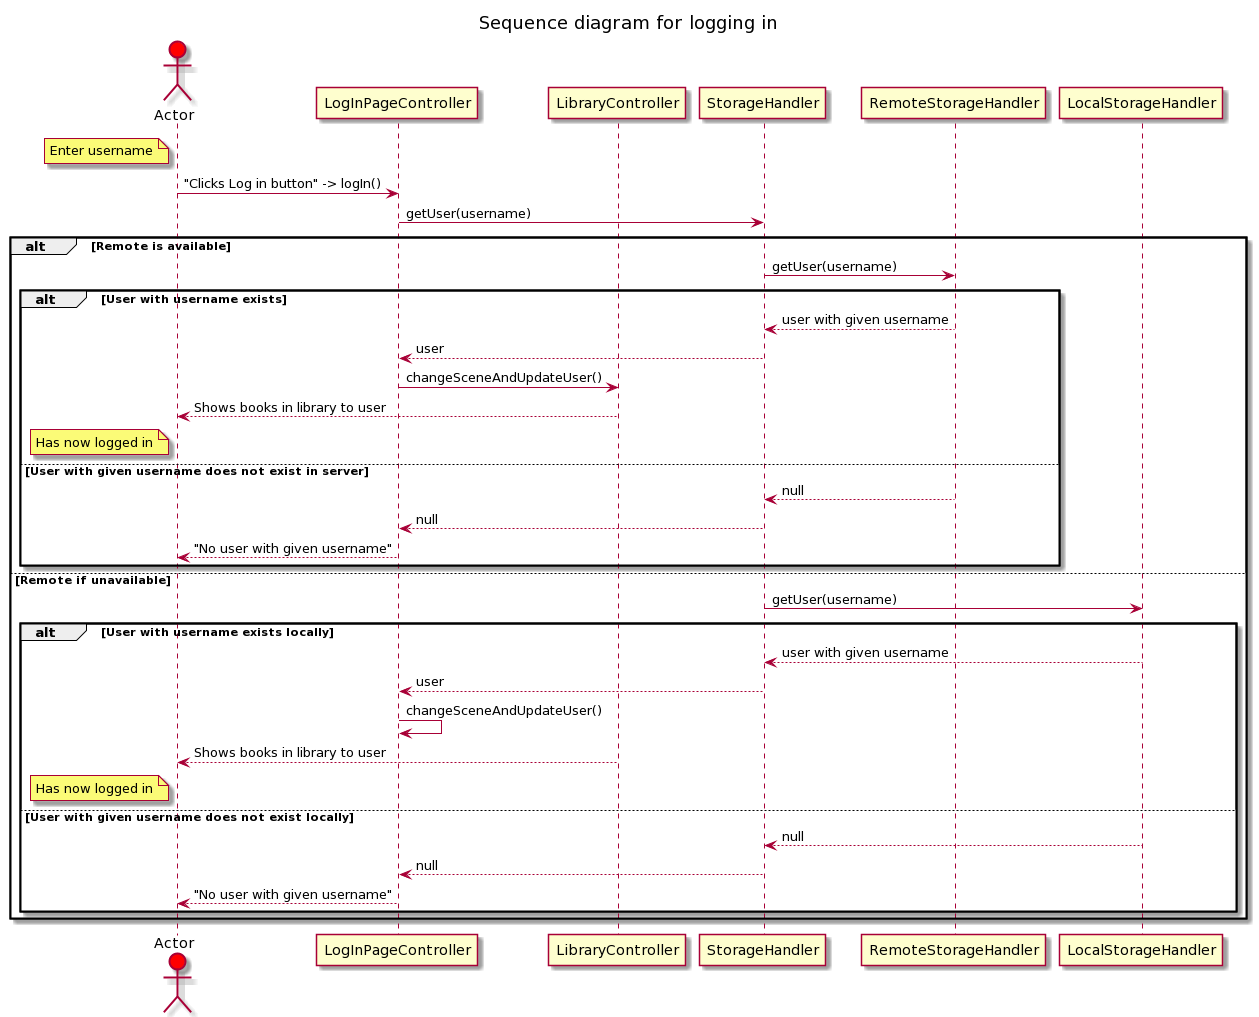 Sequence diagram for logging in
Actor
LogInPageController
LibraryController
StorageHandler
RemoteStorageHandler
LocalStorageHandler
Enter username
"Clicks Log in button" -> logIn()
getUser(username)
alt
[Remote is available]
getUser(username)
alt
[User with username exists]
user with given username
user
changeSceneAndUpdateUser()
Shows books in library to user
Has now logged in
[User with given username does not exist in server]
null
null
"No user with given username"
[Remote if unavailable]
getUser(username)
alt
[User with username exists locally]
user with given username
user
changeSceneAndUpdateUser()
Shows books in library to user
Has now logged in
[User with given username does not exist locally]
null
null
"No user with given username"
Actor
LogInPageController
LibraryController
StorageHandler
RemoteStorageHandler
LocalStorageHandler